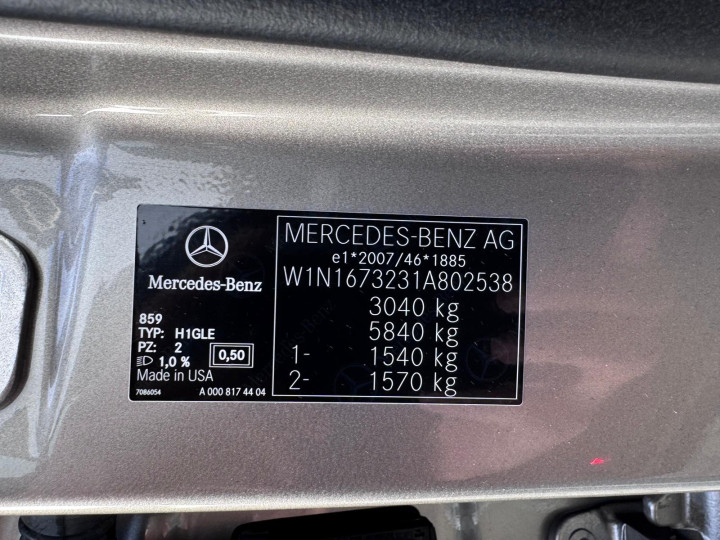 Mercedes-Benz
859
TYP: H1GLE
PZ: 2
1,0 % 0,50
Made in USA
7086054 A 000 817 44 04
MERCEDES-BENZ AG
e1*2007/46*1885
W1N1673231A802538
3040 kg
5840 kg
1- 1540 kg
2- 1570 kg